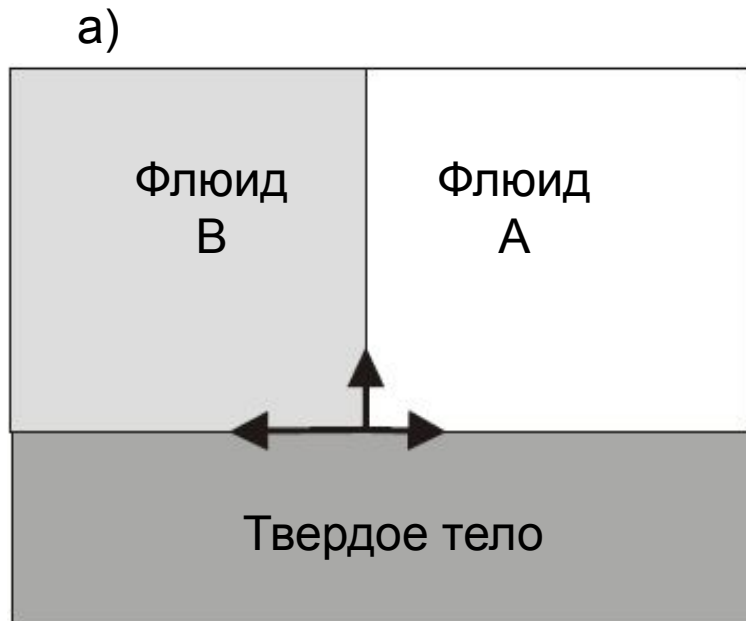 а)
Флюид
В
Флюид
А
Твердое тело